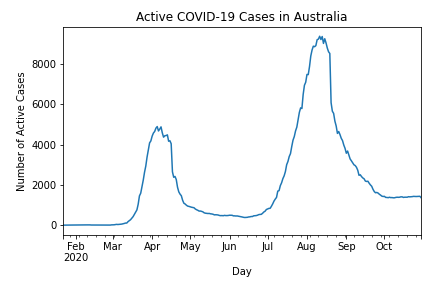 Active COVID-19 Cases in Australia
Number of Active Cases
8000
6000
4000
2000
0
Feb Mar Apr May Jun Jul Aug Sep Oct
2020
Day